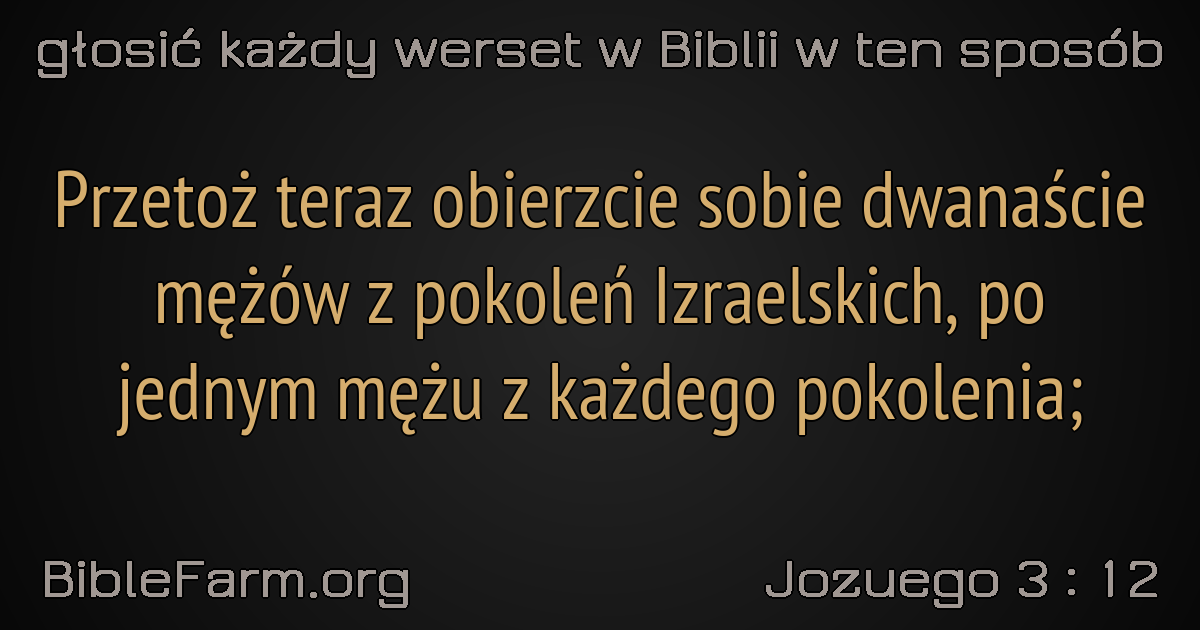 głosić każdy werset w Biblii w ten sposób
Przetoż teraz obierzcie sobie dwanaście
mężów z pokoleń Izraelskich, po
jednym mężu z każdego pokolenia;
BibleFarm.org
Jozuego 3 : 12